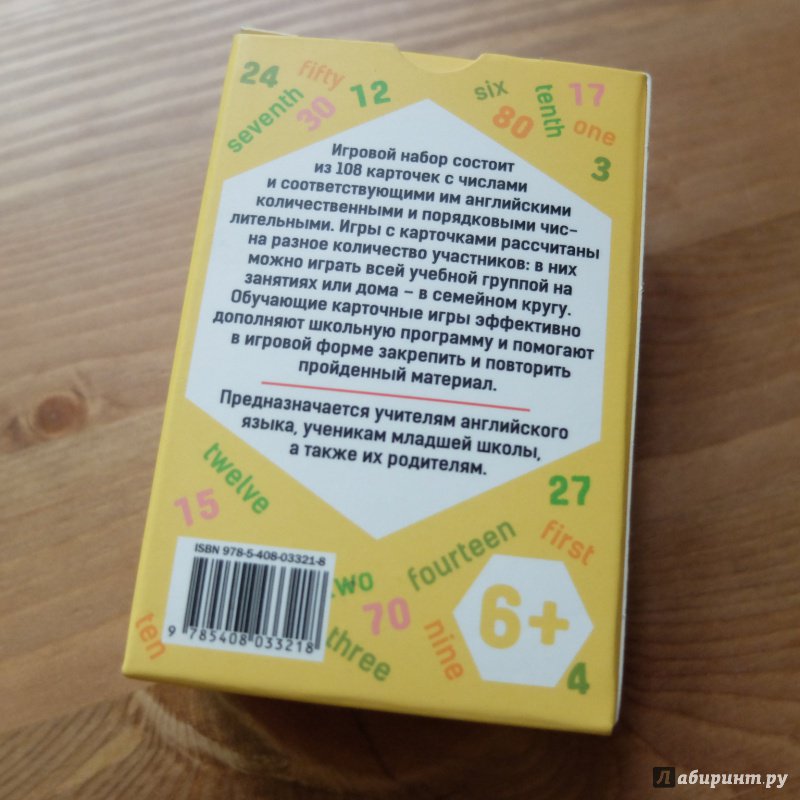 24
fifty
12
seventh
30
six
80
tenth
17
one
3
Игровой набор состоит
из 108 карточек с числами
и соответствующими им английскими
количественными и порядковыми чис-
лительными. Игры с карточками рассчитаны
на разное количество участников: в них
можно играть всей учебной группой на
занятиях или дома – в семейном кругу.
Обучающие карточные игры эффективно
дополняют школьную программу и помогают
в игровой форме закрепить и повторить
пройденный материал.
Предназначается учителям английского
языка, ученикам младшей школы,
а также их родителям.
twelve
15
27
first
fourteen
ISBN 978-5-408-03321-8
9 785408 033218
two
70
three
nine
ten
6+
4
Лабиринт.ру